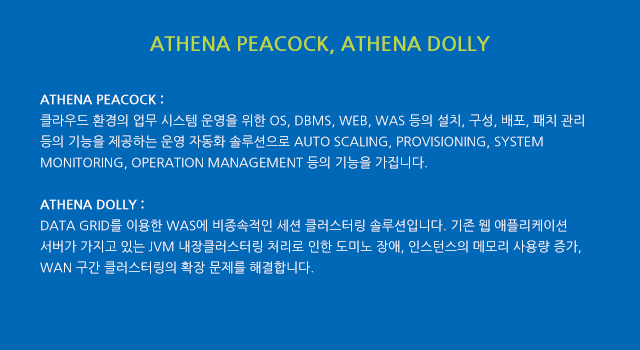 ATHENA PEACOCK, ATHENA DOLLY
ATHENA PEACOCK :
클라우드 환경의 업무 시스템 운영을 위한 OS, DBMS, WEB, WAS 등의 설치, 구성, 배포, 패치 관리
등의 기능을 제공하는 운영 자동화 솔루션으로 AUTO SCALING, PROVISIONING, SYSTEM
MONITORING, OPERATION MANAGEMENT 등의 기능을 가집니다.
ATHENA DOLLY :
DATA GRID를 이용한 WAS에 비종속적인 세션 클러스터링 솔루션입니다. 기존 웹 애플리케이션
서버가 가지고 있는 JVM 내장클러스터링 처리로 인한 도미노 장애, 인스턴스의 메모리 사용량 증가,
WAN 구간 클러스터링의 확장 문제를 해결합니다.